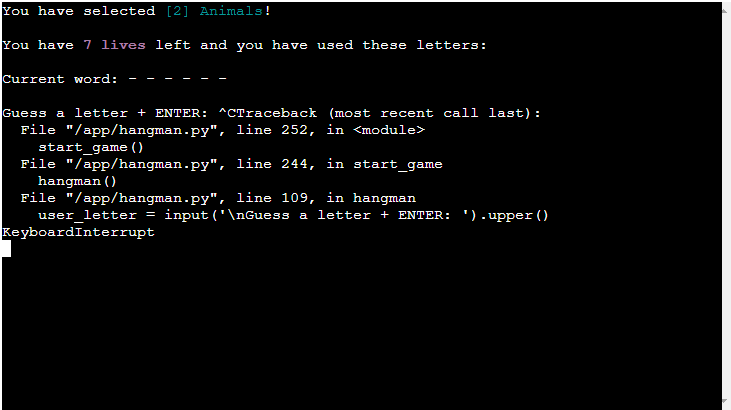 You have selected [2] Animals!
You have 7 lives left and you have used these letters:
Current word: - - - - - -
Guess a letter + ENTER: ^CTraceback (most recent call last):
  File "/app/hangman.py", line 252, in <module>
    start_game()
  File "/app/hangman.py", line 244, in start_game
    hangman()
  File "/app/hangman.py", line 109, in hangman
    user_letter = input('\nGuess a letter + ENTER: ').upper()
KeyboardInterrupt